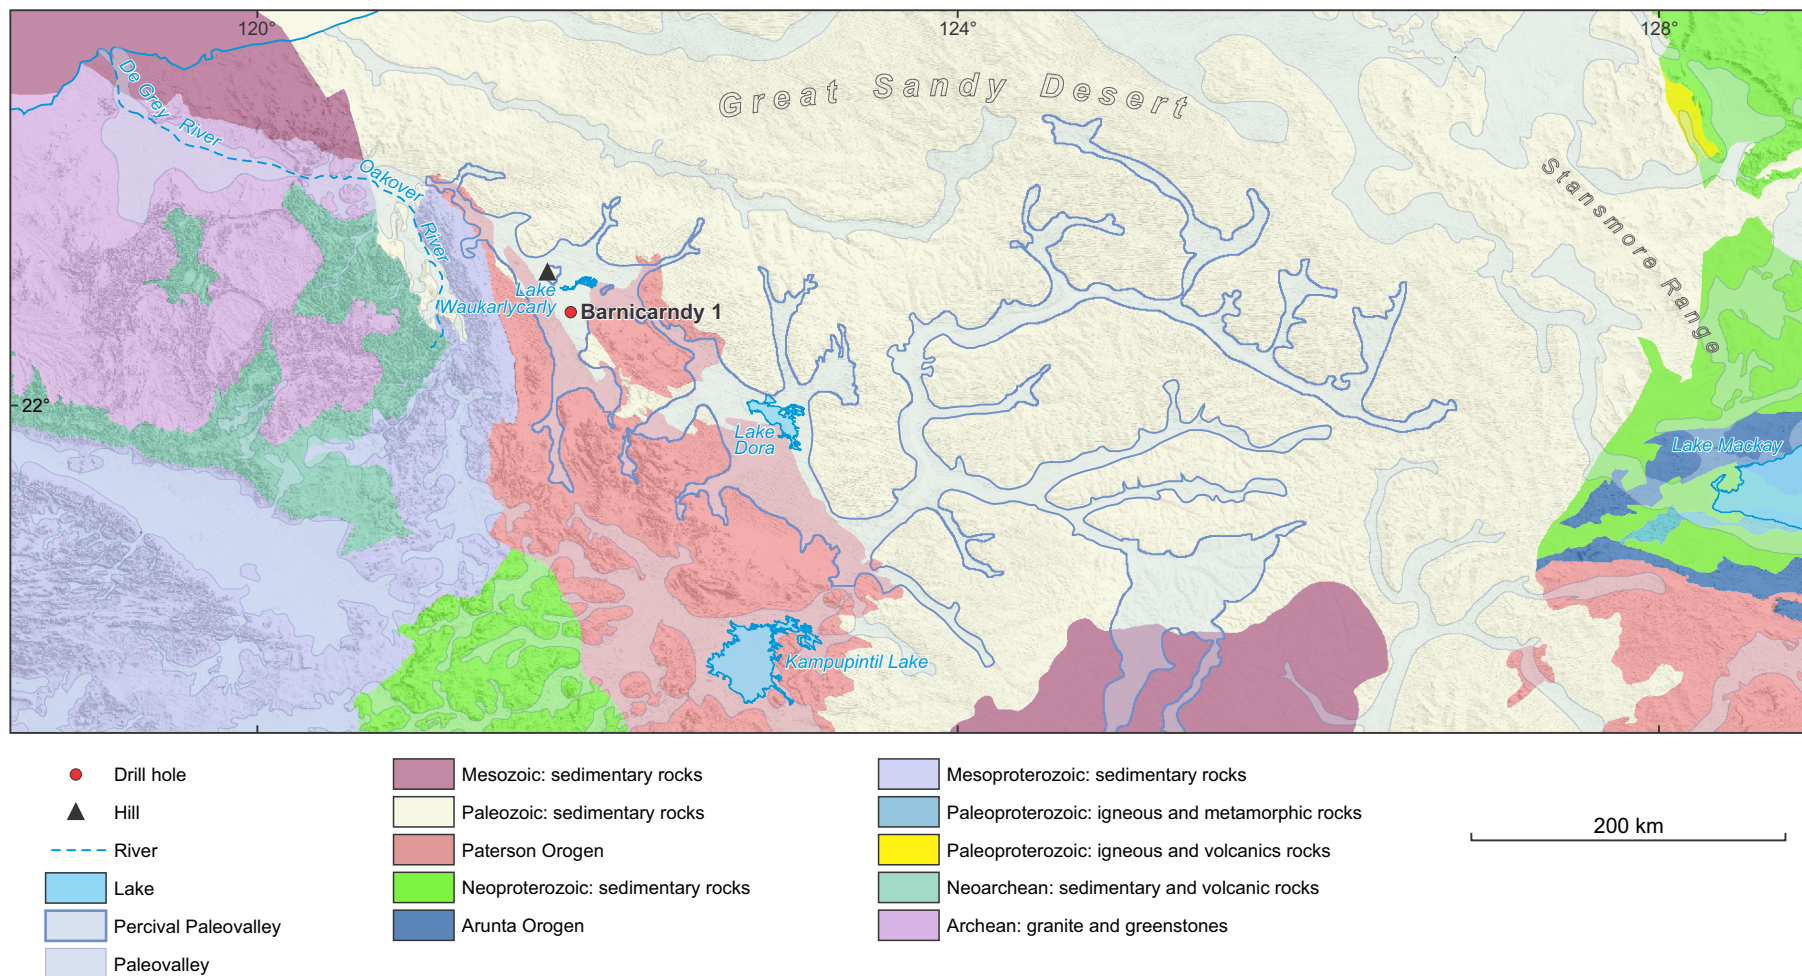 120°
124°
128°
De Grey River
Great Sandy Desert
Oakover
River
Stansmore Range
Lake
Waukarlycarly
Barnicarndy 1
22°
Lake
Dora
Lake Mackay
Kampupintil Lake
Drill hole
Hill
River
Lake
Percival Paleovalley
Paleovalley
Mesozoic: sedimentary rocks
Paleozoic: sedimentary rocks
Paterson Orogen
Neoproterozoic: sedimentary rocks
Arunta Orogen
Mesoproterozoic: sedimentary rocks
Paleoproterozoic: igneous and metamorphic rocks
Paleoproterozoic: igneous and volcanics rocks
Neoarchean: sedimentary and volcanic rocks
Archean: granite and greenstones
200 km